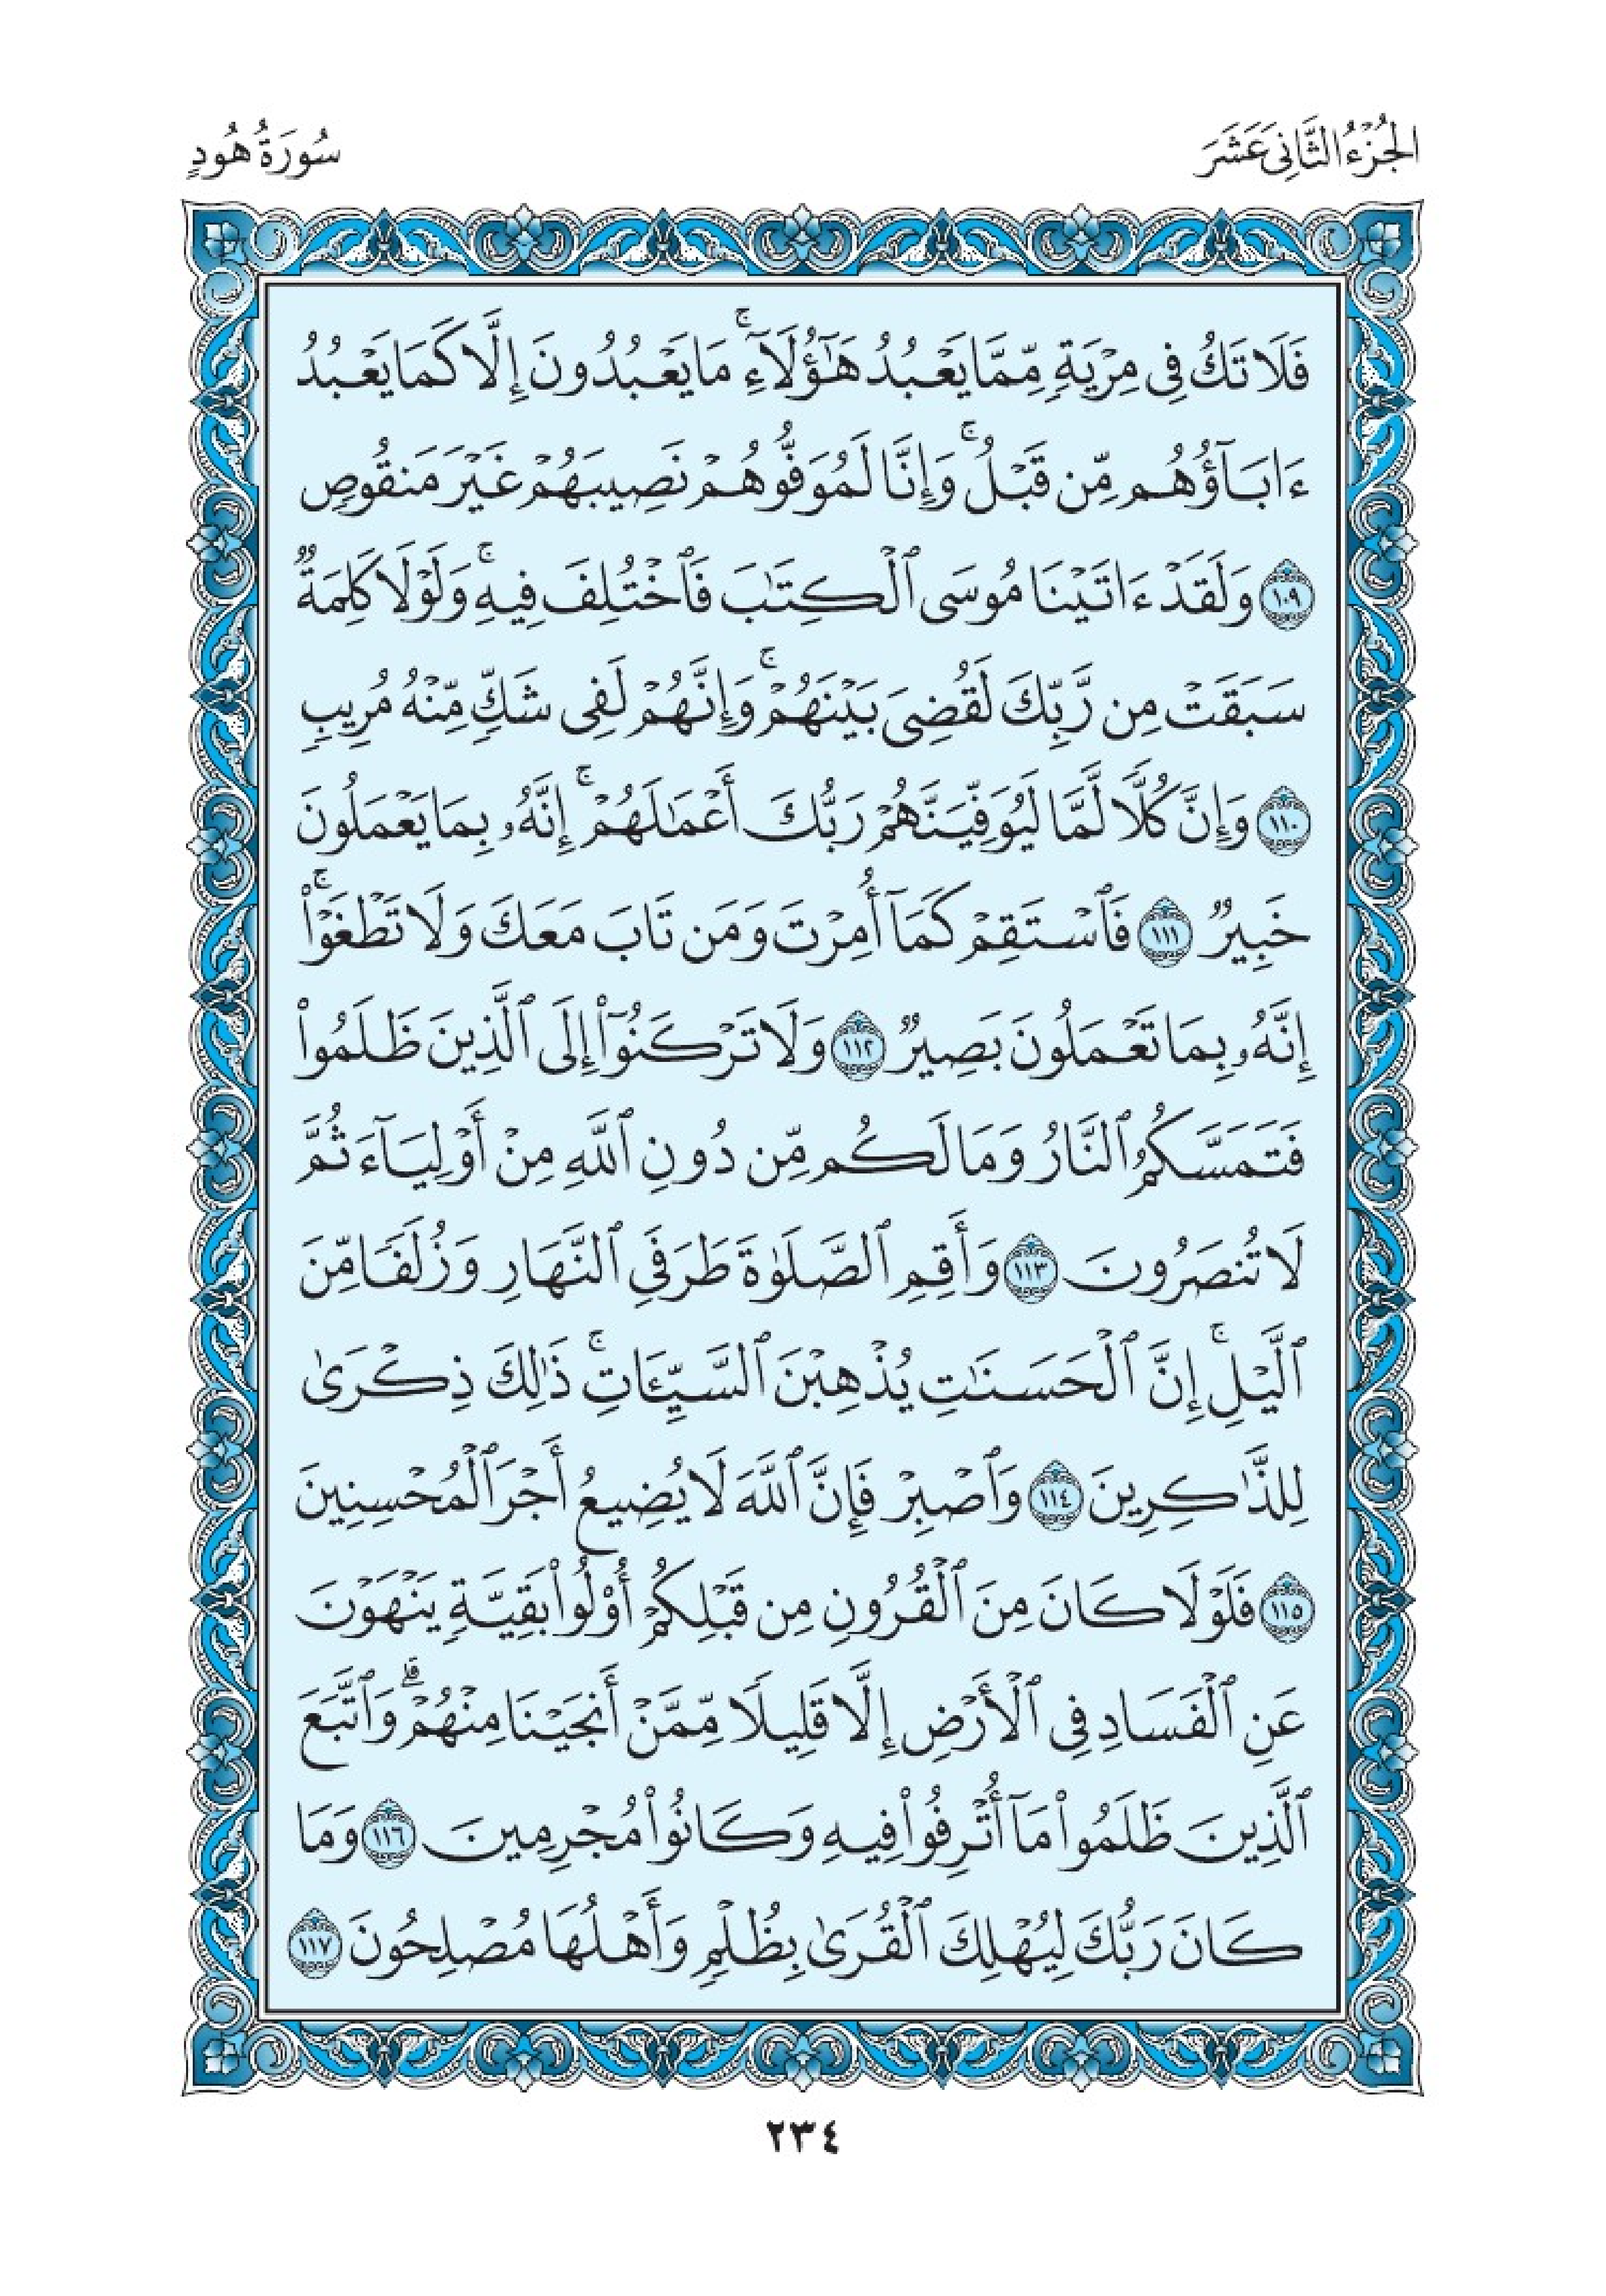 الجُزْءُ الثَّانِيَ عَشَرَ
سُورَةُ هُودٍ
فَلَا تَكُ فِى مِرْيَةٍ مِّمَّا يَعْبُدُ هَٰٓؤُلَآءِۚ مَا يَعْبُدُونَ إِلَّا كَمَا يَعْبُدُ
ءَابَآؤُهُم مِّن قَبْلُۚ وَإِنَّا لَمُوَفُّوهُمْ نَصِيبَهُمْ غَيْرَ مَنقُوصٍ
١٠٩ وَلَقَدْ ءَاتَيْنَا مُوسَى ٱلْكِتَٰبَ فَٱخْتُلِفَ فِيهِۚ وَلَوْلَا كَلِمَةٌ
سَبَقَتْ مِن رَّبِّكَ لَقُضِىَ بَيْنَهُمْۚ وَإِنَّهُمْ لَفِى شَكٍّ مِّنْهُ مُرِيبٍ
١١٠ وَإِنَّ كُلًّا لَّمَّا لَيُوَفِّيَنَّهُمْ رَبُّكَ أَعْمَٰلَهُمْۚ إِنَّهُۥ بِمَا يَعْمَلُونَ
خَبِيرٌ ١١١ فَٱسْتَقِمْ كَمَآ أُمِرْتَ وَمَن تَابَ مَعَكَ وَلَا تَطْغَوْا۟ۚ
إِنَّهُۥ بِمَا تَعْمَلُونَ بَصِيرٌ ١١٢ وَلَا تَرْكَنُوٓا۟ إِلَى ٱلَّذِينَ ظَلَمُوا۟
فَتَمَسَّكُمُ ٱلنَّارُ وَمَا لَكُم مِّن دُونِ ٱللَّهِ مِنْ أَوْلِيَآءَ ثُمَّ
لَا تُنصَرُونَ ١١٣ وَأَقِمِ ٱلصَّلَوٰةَ طَرَفَىِ ٱلنَّهَارِ وَزُلَفًا مِّنَ
ٱلَّيْلِۚ إِنَّ ٱلْحَسَنَٰتِ يُذْهِبْنَ ٱلسَّيِّـَٔاتِۚ ذَٰلِكَ ذِكْرَىٰ
لِلذَّٰكِرِينَ ١١٤ وَٱصْبِرْ فَإِنَّ ٱللَّهَ لَا يُضِيعُ أَجْرَ ٱلْمُحْسِنِينَ
١١٥ فَلَوْلَا كَانَ مِنَ ٱلْقُرُونِ مِن قَبْلِكُمْ أُو۟لُوا۟ بَقِيَّةٍ يَنْهَوْنَ
عَنِ ٱلْفَسَادِ فِى ٱلْأَرْضِ إِلَّا قَلِيلًا مِّمَّنْ أَنجَيْنَا مِنْهُمْۗ وَٱتَّبَعَ
ٱلَّذِينَ ظَلَمُوا۟ مَآ أُتْرِفُوا۟ فِيهِ وَكَانُوا۟ مُجْرِمِينَ ١١٦ وَمَا
كَانَ رَبُّكَ لِيُهْلِكَ ٱلْقُرَىٰ بِظُلْمٍ وَأَهْلُهَا مُصْلِحُونَ ١١٧
٢٣٤